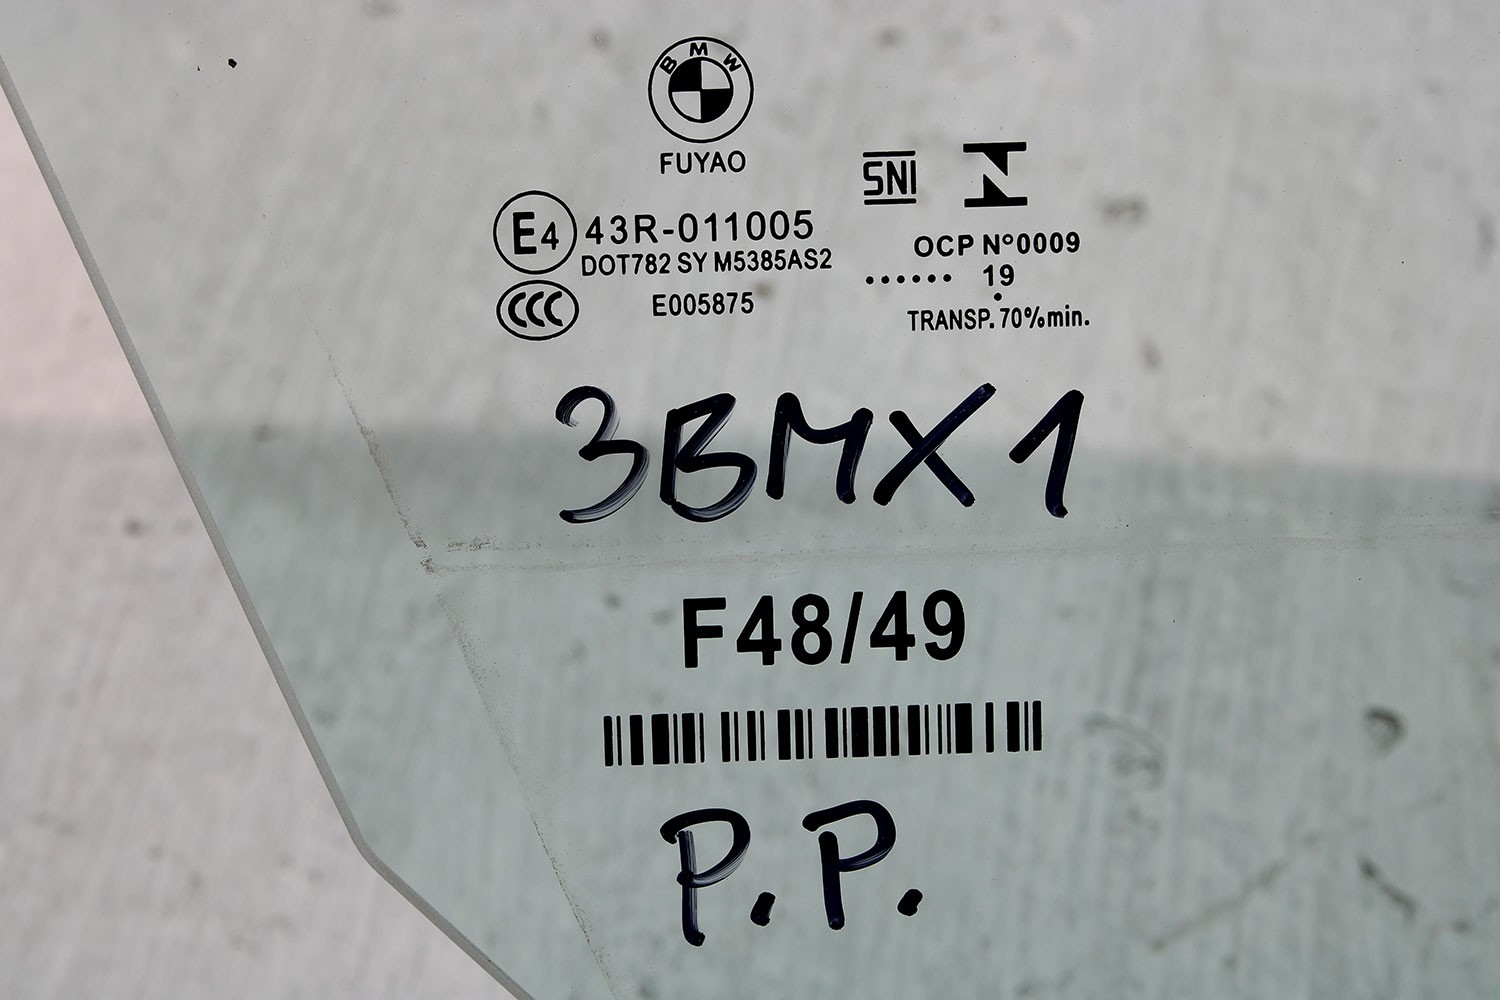 BMW
FUYAO
SNI
E4 43R-011005
DOT782 SY M5385AS2
CCC E005875
OCP Nº0009
...... 19
.
TRANSP. 70% min.
3BMX1
F48/49
P.P.